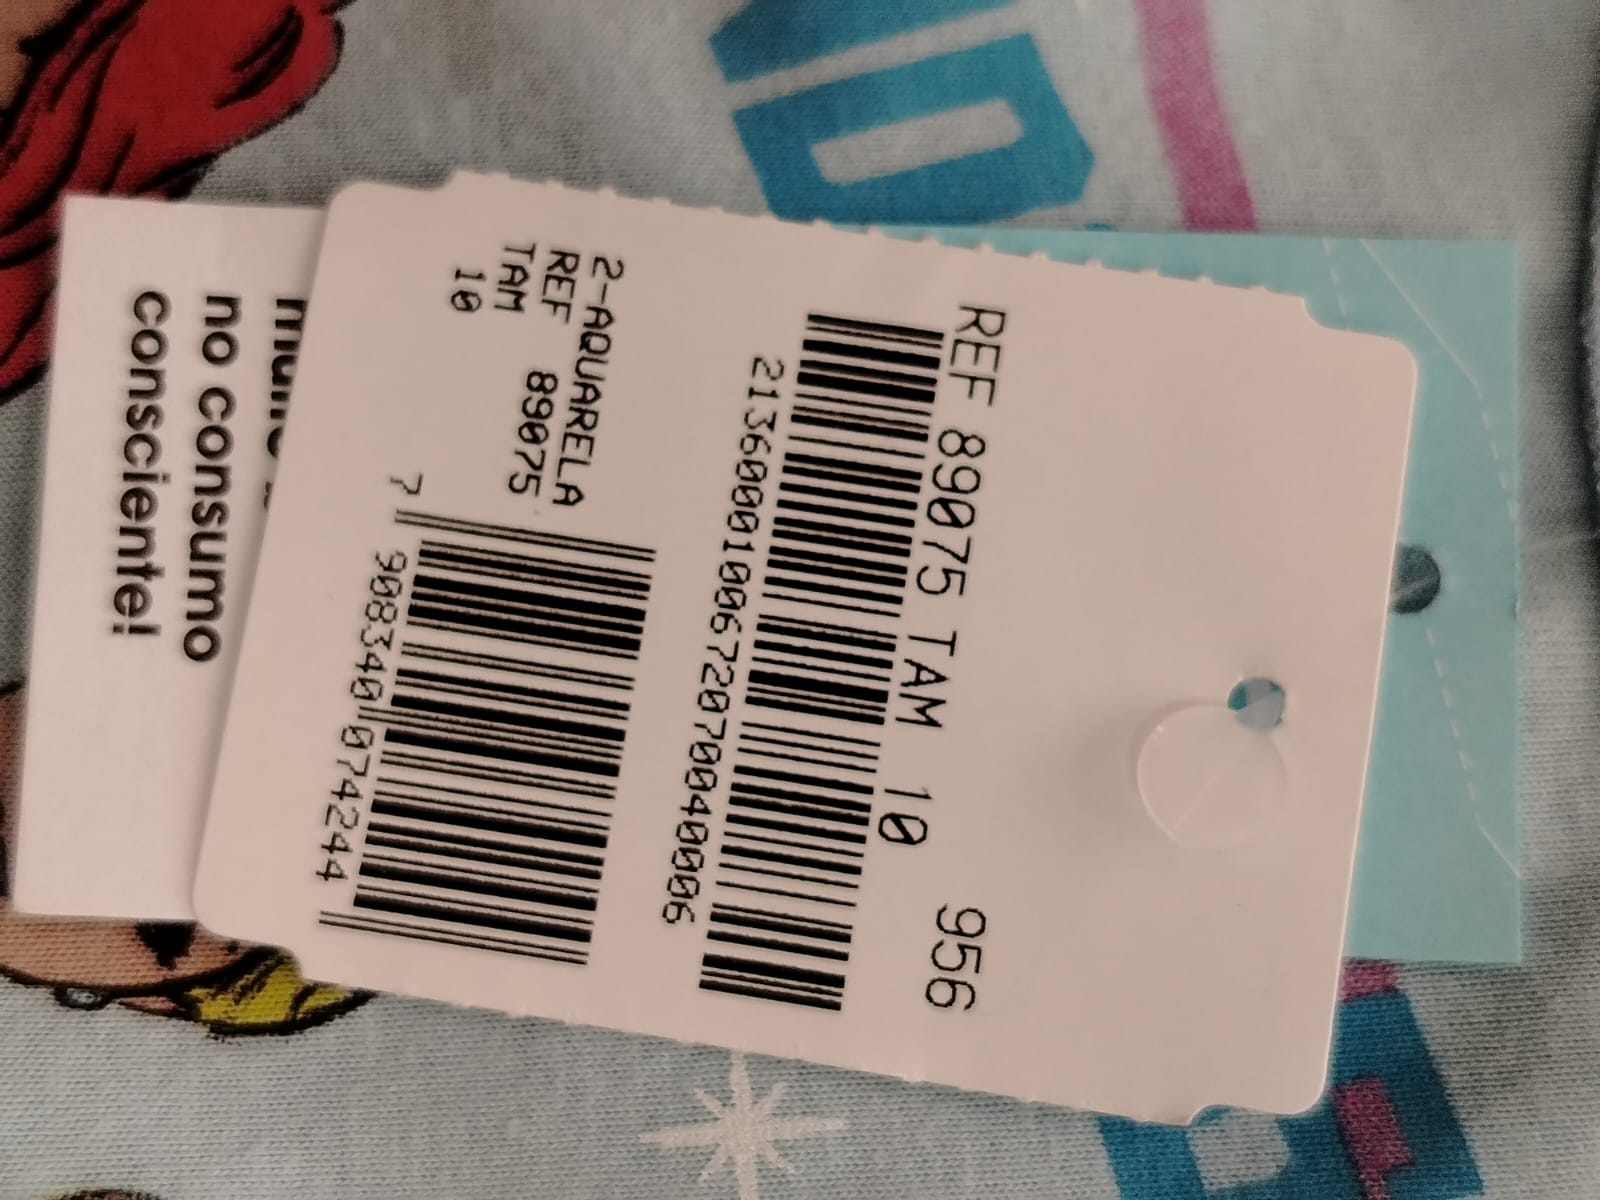 956
REF 89075 TAM 10
2136000100672070040006
2-AQUARELA
REF 89075
TAM
10
7 908340 074244
no consumo
consciente!